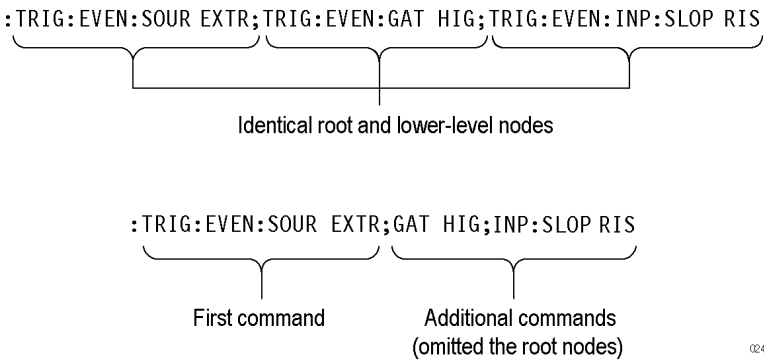 :TRIG:EVEN:SOUR EXTR;TRIG:EVEN:GAT HIG;TRIG:EVEN:INP:SLOP RIS
Identical root and lower-level nodes
:TRIG:EVEN:SOUR EXTR;GAT HIG;INP:SLOP RIS
First command
Additional commands
(omitted the root nodes)
024